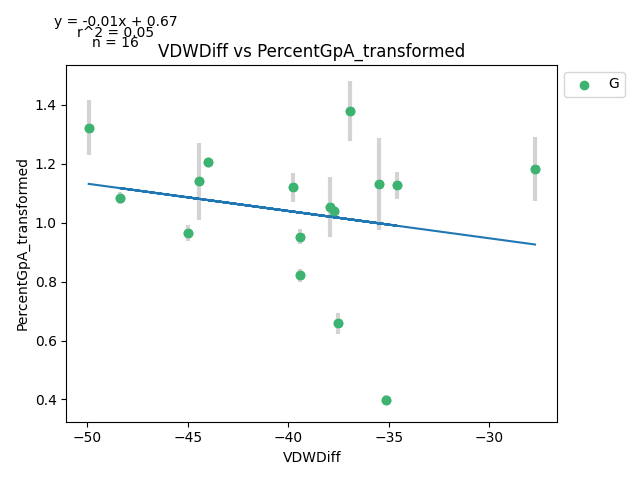 y = -0.01x + 0.67
r^2 = 0.05
n = 16
VDWDiff vs PercentGpA_transformed
G
PercentGpA_transformed
1.4
1.2
1.0
0.8
0.6
0.4
−50 −45 −40 −35 −30
VDWDiff